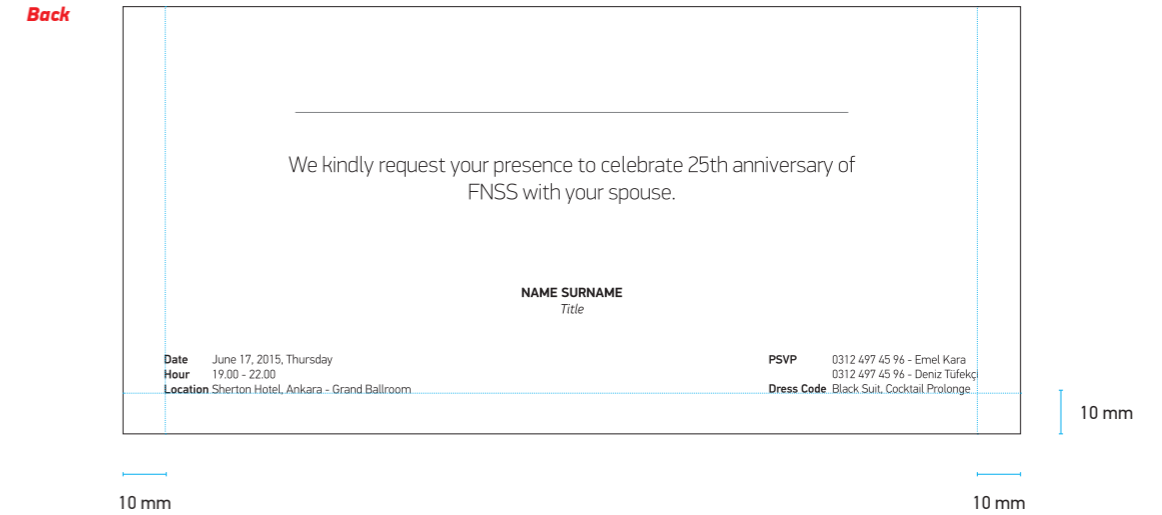 Back
We kindly request your presence to celebrate 25th anniversary of
FNSS with your spouse.
NAME SURNAME
Title
Date June 17, 2015, Thursday
Hour 19.00 - 22.00
Location Sherton Hotel, Ankara - Grand Ballroom
PSVP 0312 497 45 96 - Emel Kara
0312 497 45 96 - Deniz Tüfekçi
Dress Code Black Suit, Cocktail Prolonge
10 mm
10 mm
10 mm